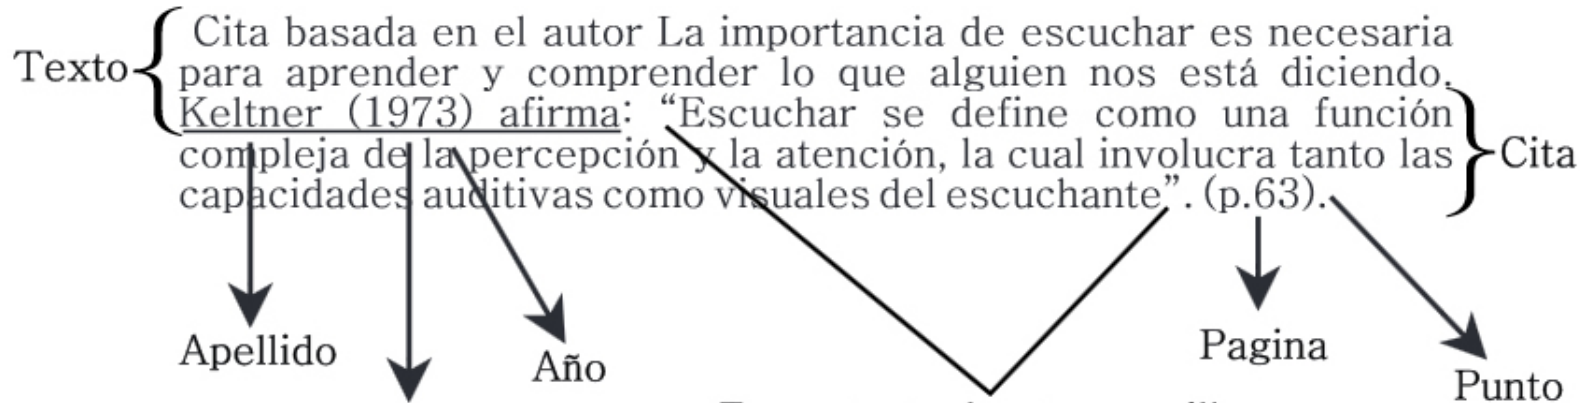 Cita basada en el autor La importancia de escuchar es necesaria
Texto
para aprender y comprender lo que alguien nos está diciendo.
Keltner (1973) afirma: “Escuchar se define como una función
compleja de la percepción y la atención, la cual involucra tanto las
Cita
capacidades auditivas como visuales del escuchante”. (p.63).
Apellido
Año
Pagina
Punto